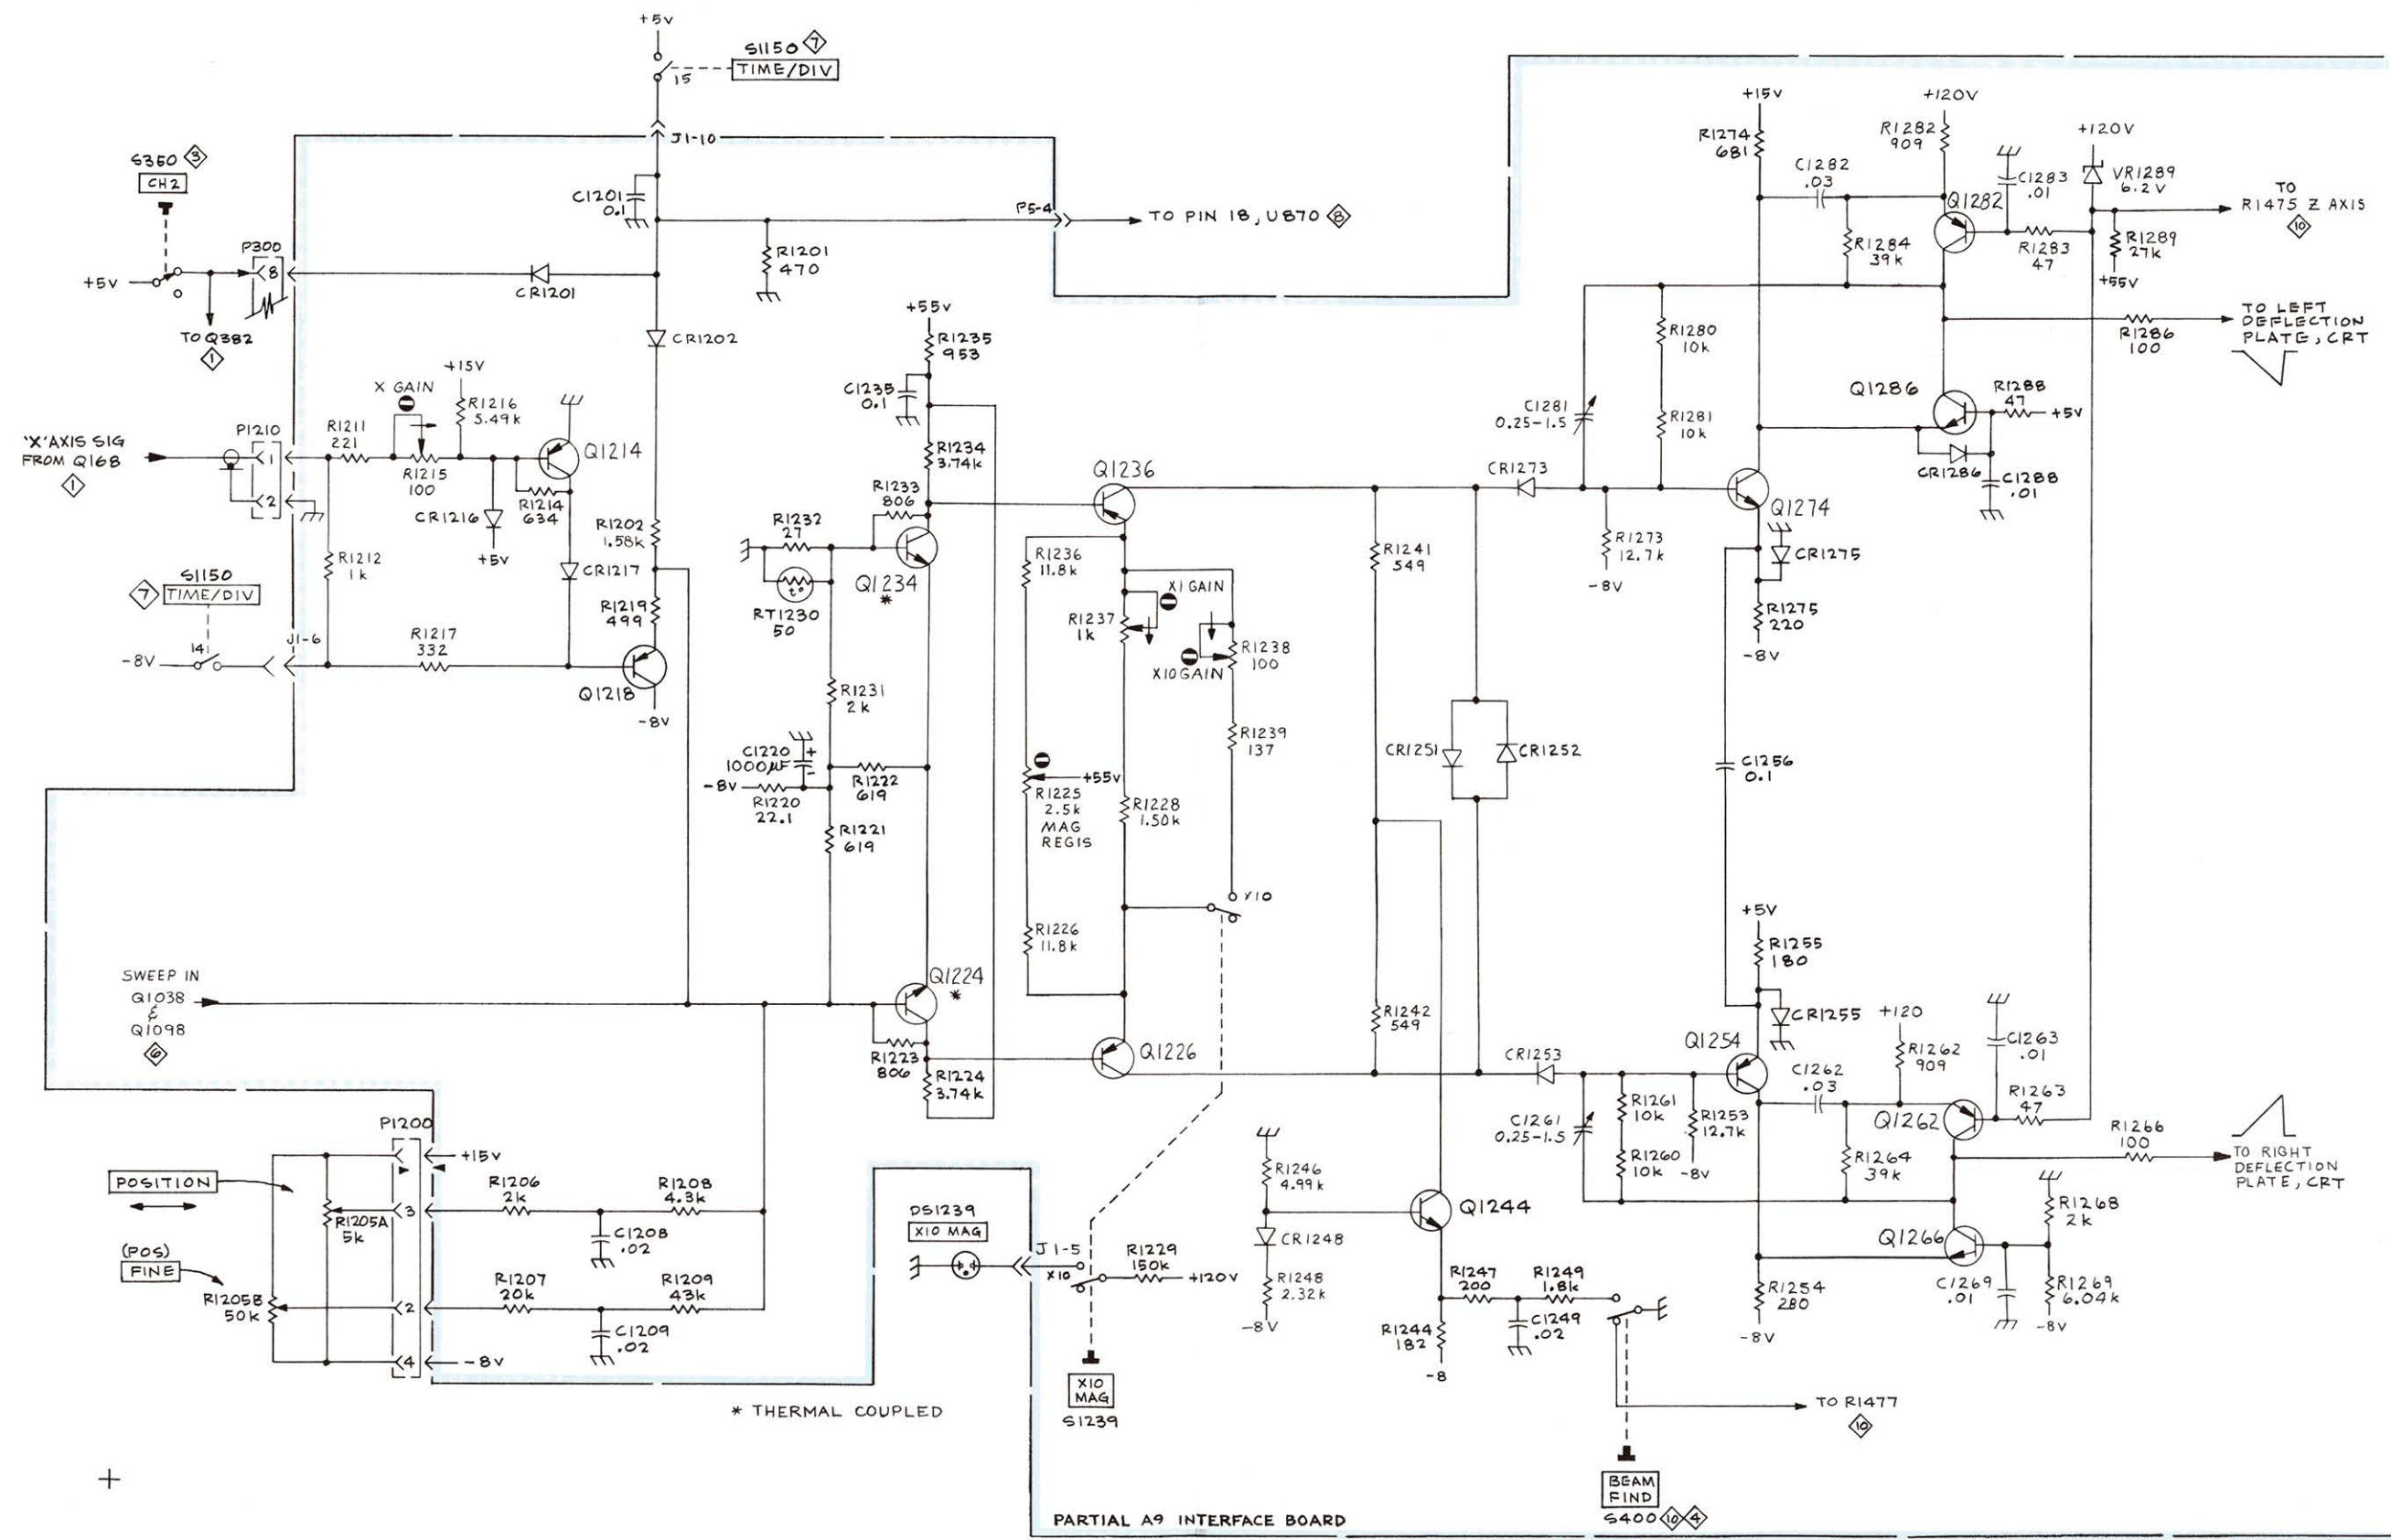 +5V
S1150 7
TIME/DIV
15
J1-10
S350 3
CH2
C1201
0.1
P5-4
TO PIN 18, U870 8
P300
8
+5V
TO Q382
1
CR1201
R1201
470
CR1202
+15V
X GAIN
R1216
5.49k
'X' AXIS SIG
FROM Q168
1
P1210
1
2
R1211
221
R1215
100
Q1214
CR1216
+5V
R1214
634
R1202
1.58k
R1212
1k
CR1217
7
S1150
TIME/DIV
R1219
499
-8V
14
J1-6
R1217
332
Q1218
-8V
+55V
R1235
953
C1235
0.1
R1234
3.74k
R1233
806
R1232
27
Q1234
*
RT1230
50
t°
R1231
2k
C1220
1000µF
+
-
-8V
R1220
22.1
R1222
619
R1221
619
Q1224
*
R1223
806
R1224
3.74k
Q1236
R1236
11.8k
X1 GAIN
R1237
1k
R1238
100
X10 GAIN
R1239
137
+55V
R1225
2.5k
MAG
REGIS
R1228
1.50k
X10
R1226
11.8k
Q1226
R1241
549
CR1251
CR1252
R1242
549
CR1273
CR1253
+15V
R1274
681
C1282
.03
+120V
R1282
909
Q1282
C1283
.01
R1283
47
+120V
VR1289
6.2V
TO
R1475 Z AXIS
10
R1289
27k
+55V
R1284
39k
TO LEFT
DEFLECTION
PLATE, CRT
R1286
100
R1280
10k
C1281
0.25-1.5
R1281
10k
Q1286
R1288
47
+5V
CR1286
C1288
.01
Q1274
R1273
12.7k
-8V
CR1275
R1275
220
-8V
C1256
0.1
+5V
R1255
180
CR1255
Q1254
+120
R1262
909
C1263
.01
C1262
.03
R1263
47
Q1262
C1261
0.25-1.5
R1261
10k
R1253
12.7k
R1260
10k
-8V
R1264
39k
R1266
100
TO RIGHT
DEFLECTION
PLATE, CRT
R1268
2k
Q1266
C1269
.01
R1269
6.04k
-8V
R1254
280
-8V
SWEEP IN
Q1038
&
Q1098
6
P1200
+15V
POSITION
3
R1205A
5k
R1206
2k
R1208
4.3k
C1208
.02
(POS)
FINE
R1205B
50k
2
R1207
20k
R1209
43k
C1209
.02
4
-8V
DS1239
X10 MAG
J1-5
X10
R1229
150k
+120V
X10
MAG
S1239
R1246
4.99k
CR1248
R1248
2.32k
-8V
Q1244
R1247
200
R1249
1.8k
R1244
182
-8
C1249
.02
TO R1477
10
BEAM
FIND
S400 10 4
* THERMAL COUPLED
PARTIAL A9 INTERFACE BOARD